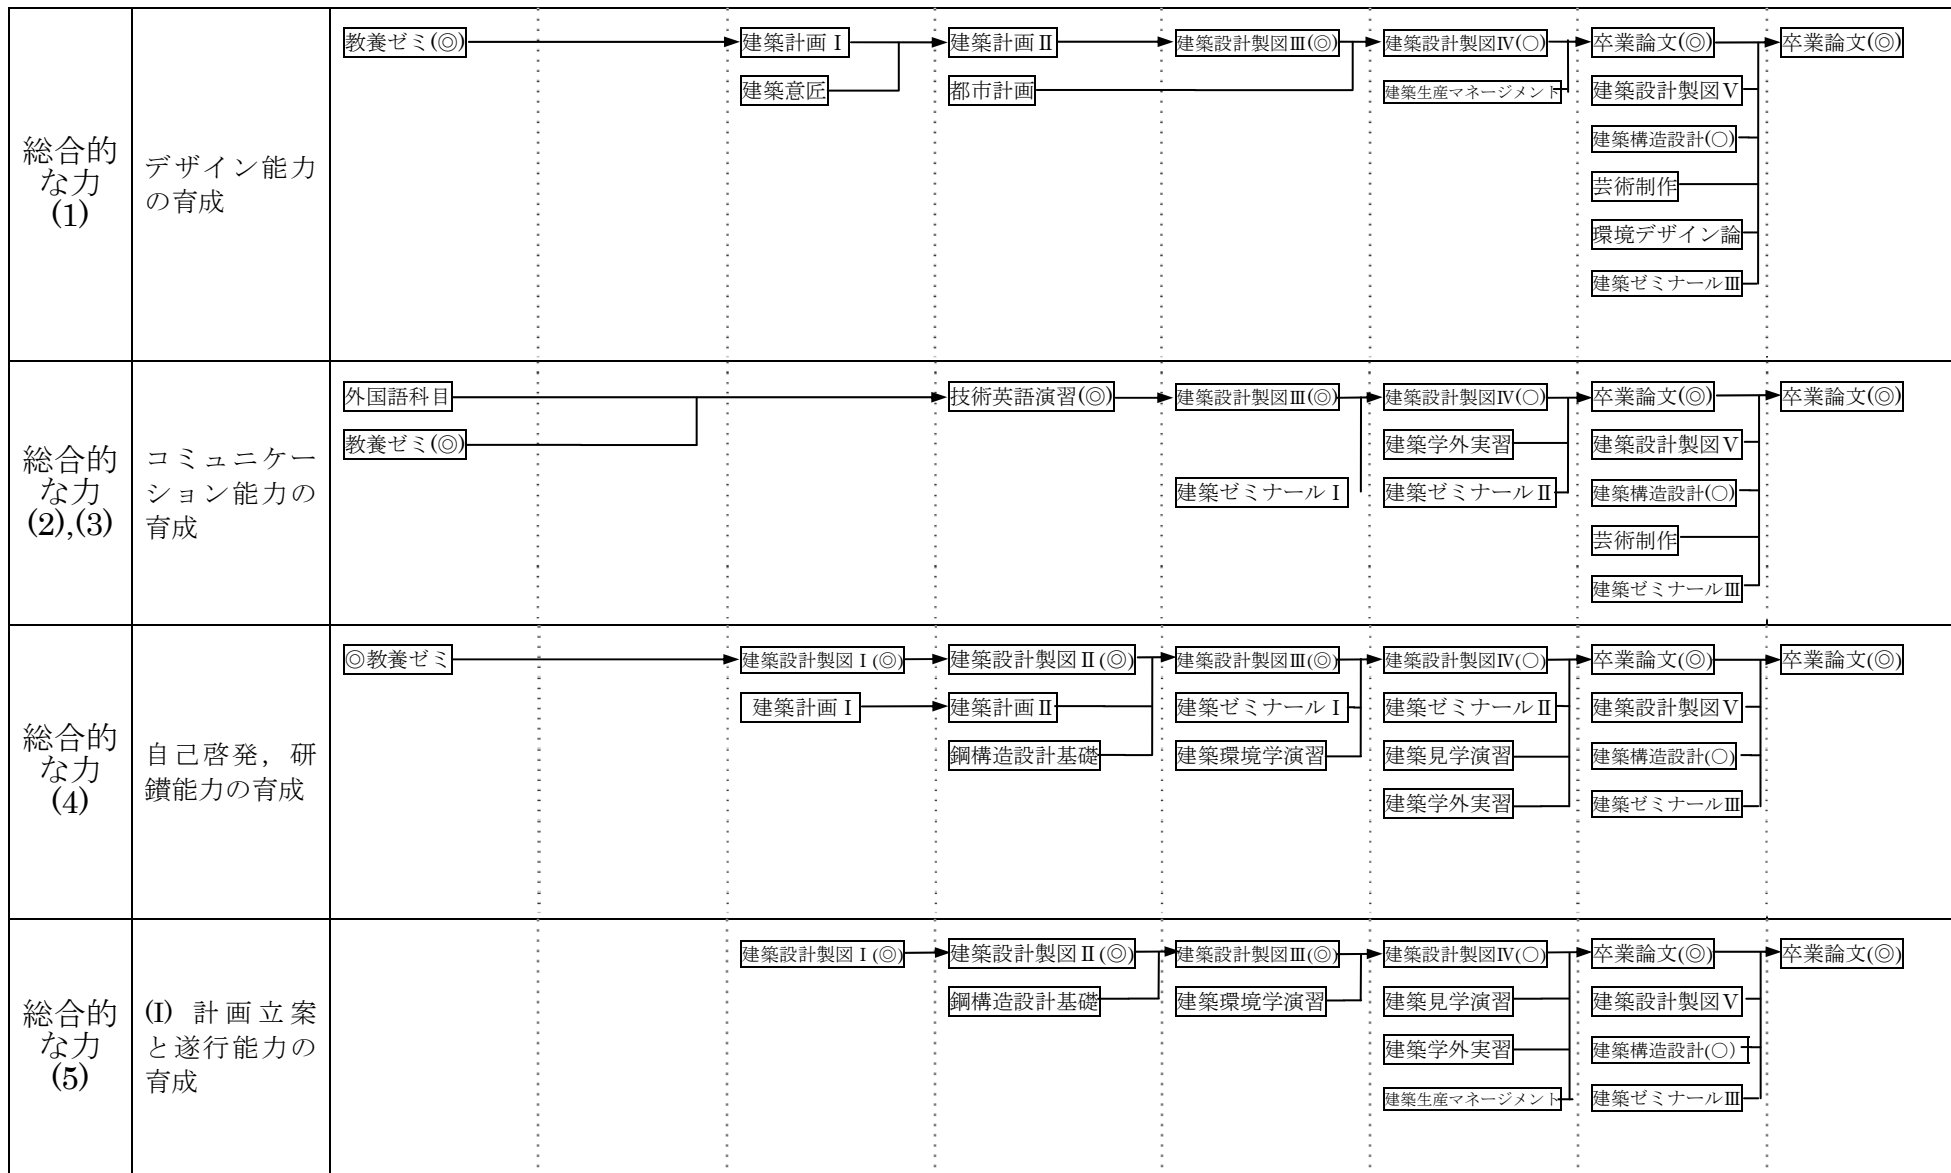 総合的
な力
(1)
デザイン能力
の育成
教養ゼミ(◎)
建築計画Ⅰ
建築計画Ⅱ
建築設計製図Ⅲ(◎)
建築設計製図Ⅳ(○)
卒業論文(◎)
卒業論文(◎)
建築意匠
都市計画
建築生産マネージメント
建築設計製図Ⅴ
建築構造設計(○)
芸術制作
環境デザイン論
建築ゼミナールⅢ
総合的
な力
(2),(3)
コミュニケー
ション能力の
育成
外国語科目
技術英語演習(◎)
建築設計製図Ⅲ(◎)
建築設計製図Ⅳ(○)
卒業論文(◎)
卒業論文(◎)
教養ゼミ(◎)
建築学外実習
建築設計製図Ⅴ
建築ゼミナールⅠ
建築ゼミナールⅡ
建築構造設計(○)
芸術制作
建築ゼミナールⅢ
総合的
な力
(4)
自己啓発，研
鑽能力の育成
◎教養ゼミ
建築設計製図Ⅰ(◎)
建築設計製図Ⅱ(◎)
建築設計製図Ⅲ(◎)
建築設計製図Ⅳ(○)
卒業論文(◎)
卒業論文(◎)
建築計画Ⅰ
建築計画Ⅱ
建築ゼミナールⅠ
建築ゼミナールⅡ
建築設計製図Ⅴ
鋼構造設計基礎
建築環境学演習
建築見学演習
建築構造設計(○)
建築学外実習
建築ゼミナールⅢ
総合的
な力
(5)
(I) 計画立案
と遂行能力の
育成
建築設計製図Ⅰ(◎)
建築設計製図Ⅱ(◎)
建築設計製図Ⅲ(◎)
建築設計製図Ⅳ(○)
卒業論文(◎)
卒業論文(◎)
鋼構造設計基礎
建築環境学演習
建築見学演習
建築設計製図Ⅴ
建築学外実習
建築構造設計(○)
建築生産マネージメント
建築ゼミナールⅢ